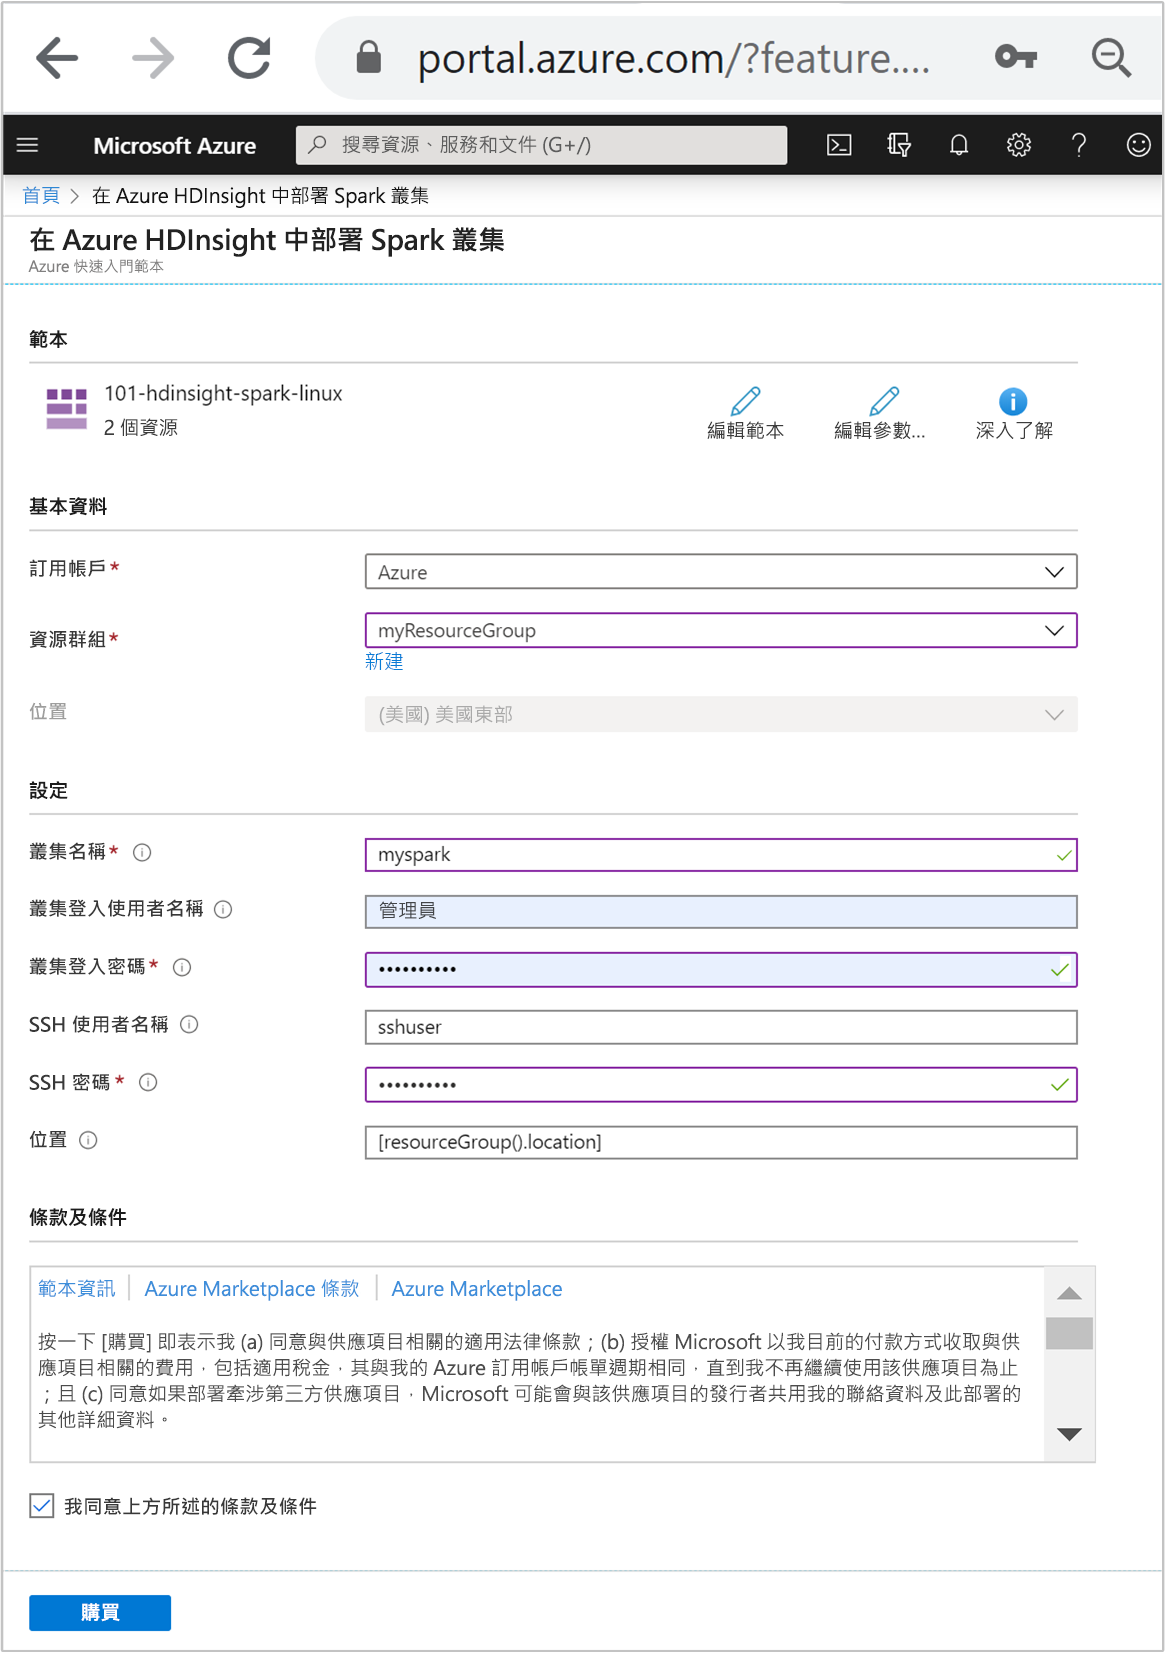 portal.azure.com/?feature....
Microsoft Azure
搜尋資源、服務和文件 (G+/)
首頁 > 在 Azure HDInsight 中部署 Spark 叢集
在 Azure HDInsight 中部署 Spark 叢集
Azure 快速入門範本
範本
101-hdinsight-spark-linux
2 個資源
編輯範本
編輯參數...
深入了解
基本資料
訂用帳戶*
Azure
資源群組*
myResourceGroup
新建
位置
(美國) 美國東部
設定
叢集名稱*
myspark
叢集登入使用者名稱
管理員
叢集登入密碼*
••••••••••
SSH 使用者名稱
sshuser
SSH 密碼*
••••••••••
位置
[resourceGroup().location]
條款及條件
範本資訊 | Azure Marketplace 條款 | Azure Marketplace
按一下 [購買] 即表示我 (a) 同意與供應項目相關的適用法律條款；(b) 授權 Microsoft 以我目前的付款方式收取與供
應項目相關的費用，包括適用稅金，其與我的 Azure 訂用帳戶帳單週期相同，直到我不再繼續使用該供應項目為止
；且 (c) 同意如果部署牽涉第三方供應項目，Microsoft 可能會與該供應項目的發行者共用我的聯絡資料及此部署的
其他詳細資料。
我同意上方所述的條款及條件
購買